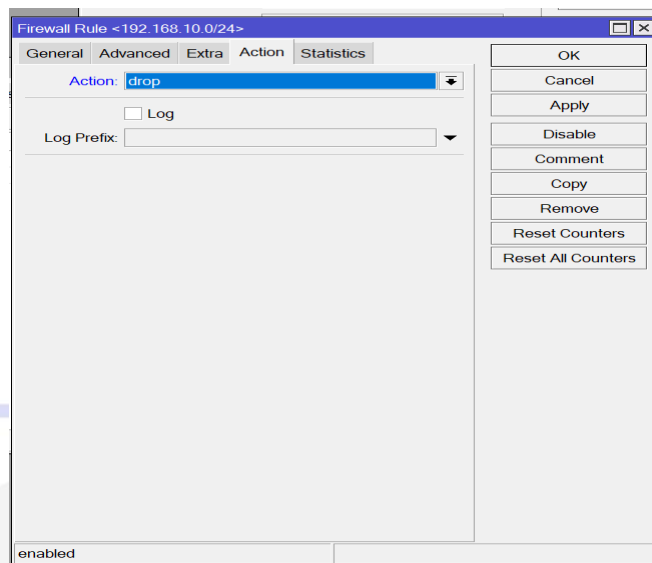 Firewall Rule <192.168.10.0/24>
General Advanced Extra Action Statistics
Action: drop
Log
Log Prefix:
OK
Cancel
Apply
Disable
Comment
Copy
Remove
Reset Counters
Reset All Counters
enabled